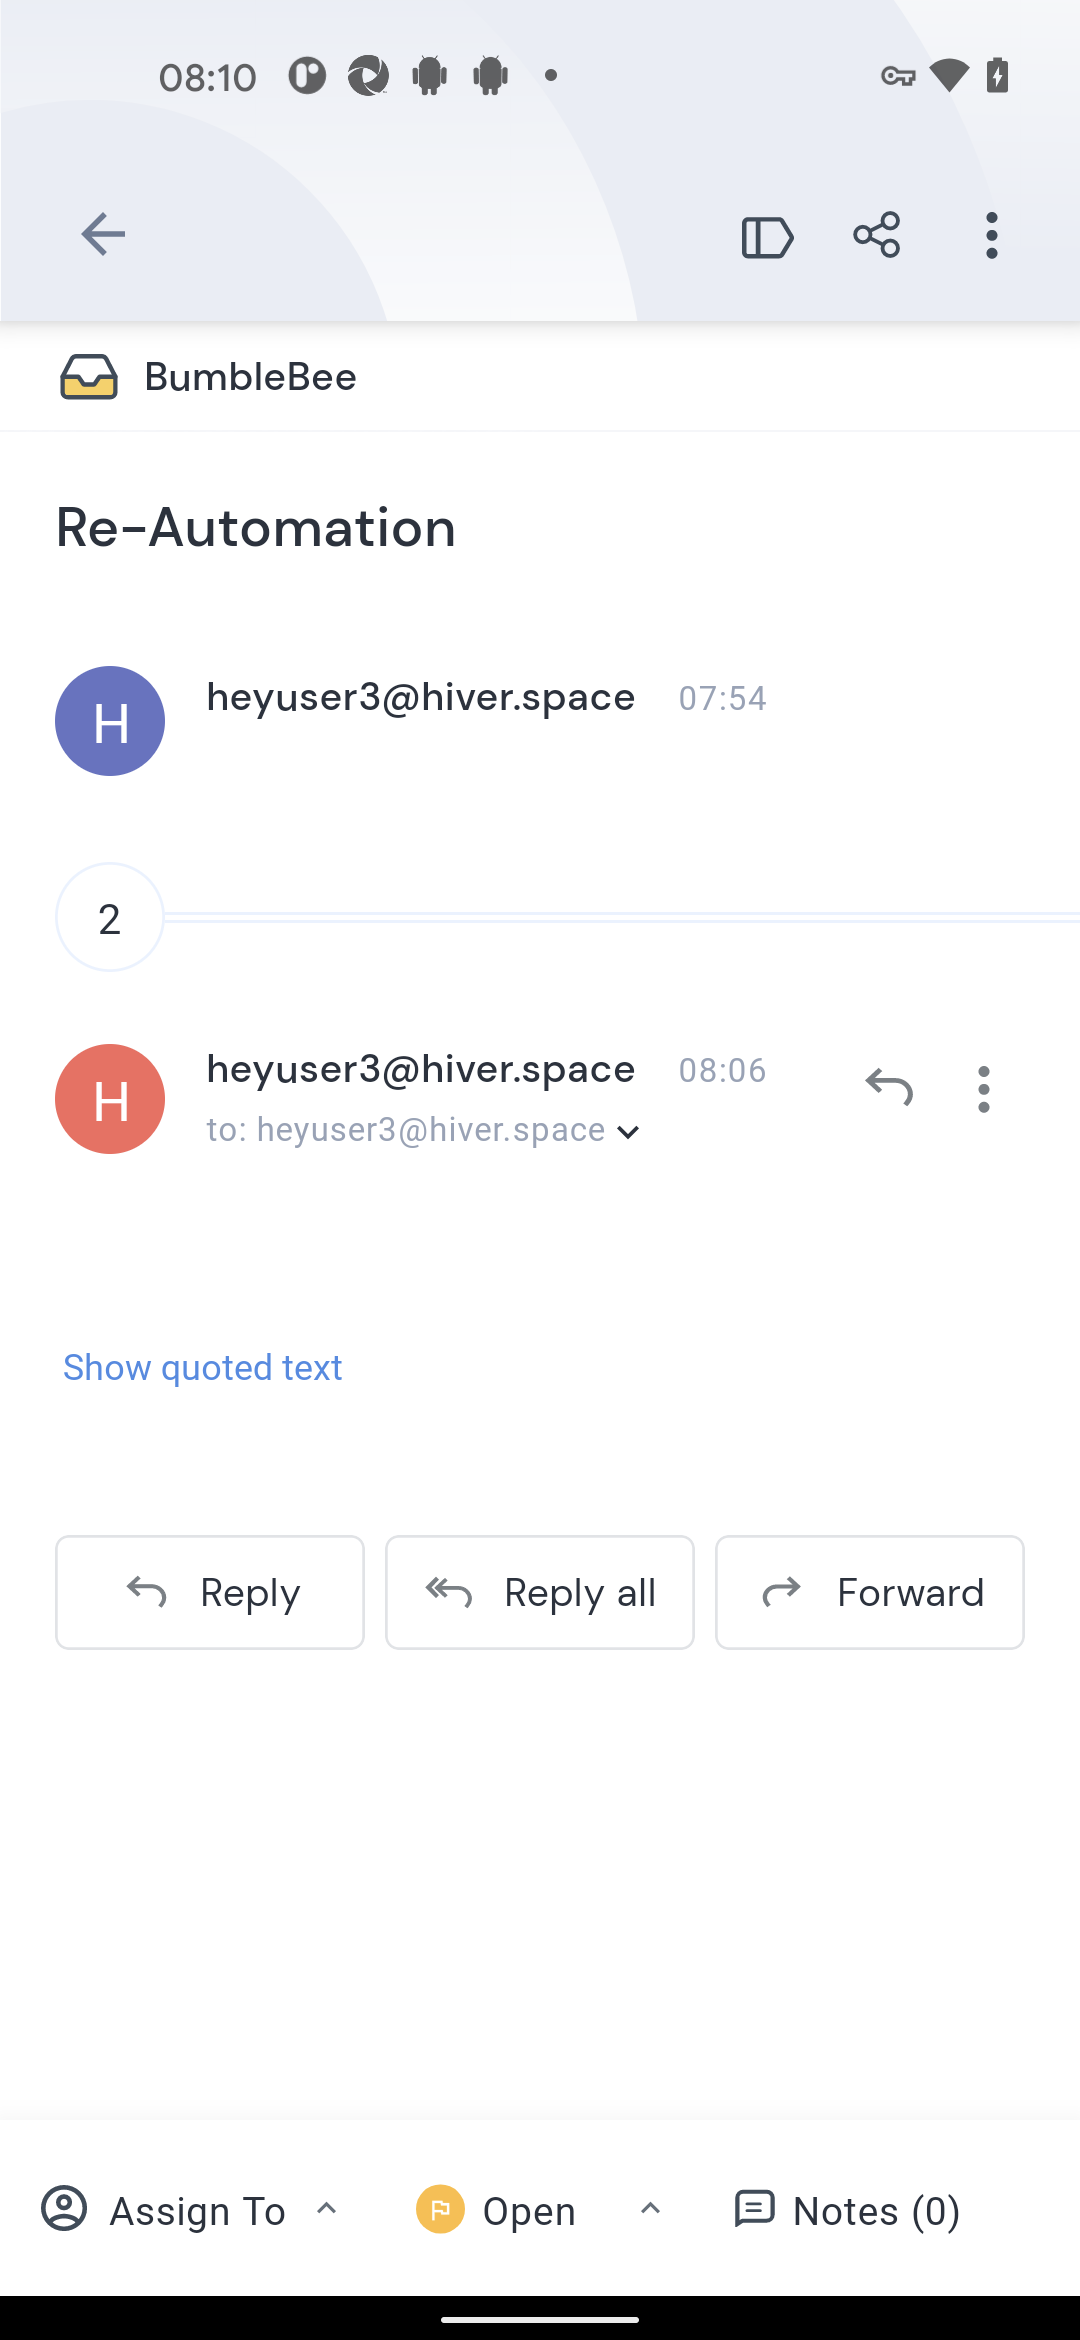 08:10
BumbleBee
Re-Automation
H
heyuser3@hiver.space 07:54
2
H
heyuser3@hiver.space 08:06
to: heyuser3@hiver.space
Show quoted text
Reply Reply all Forward
Assign To Open Notes (0)